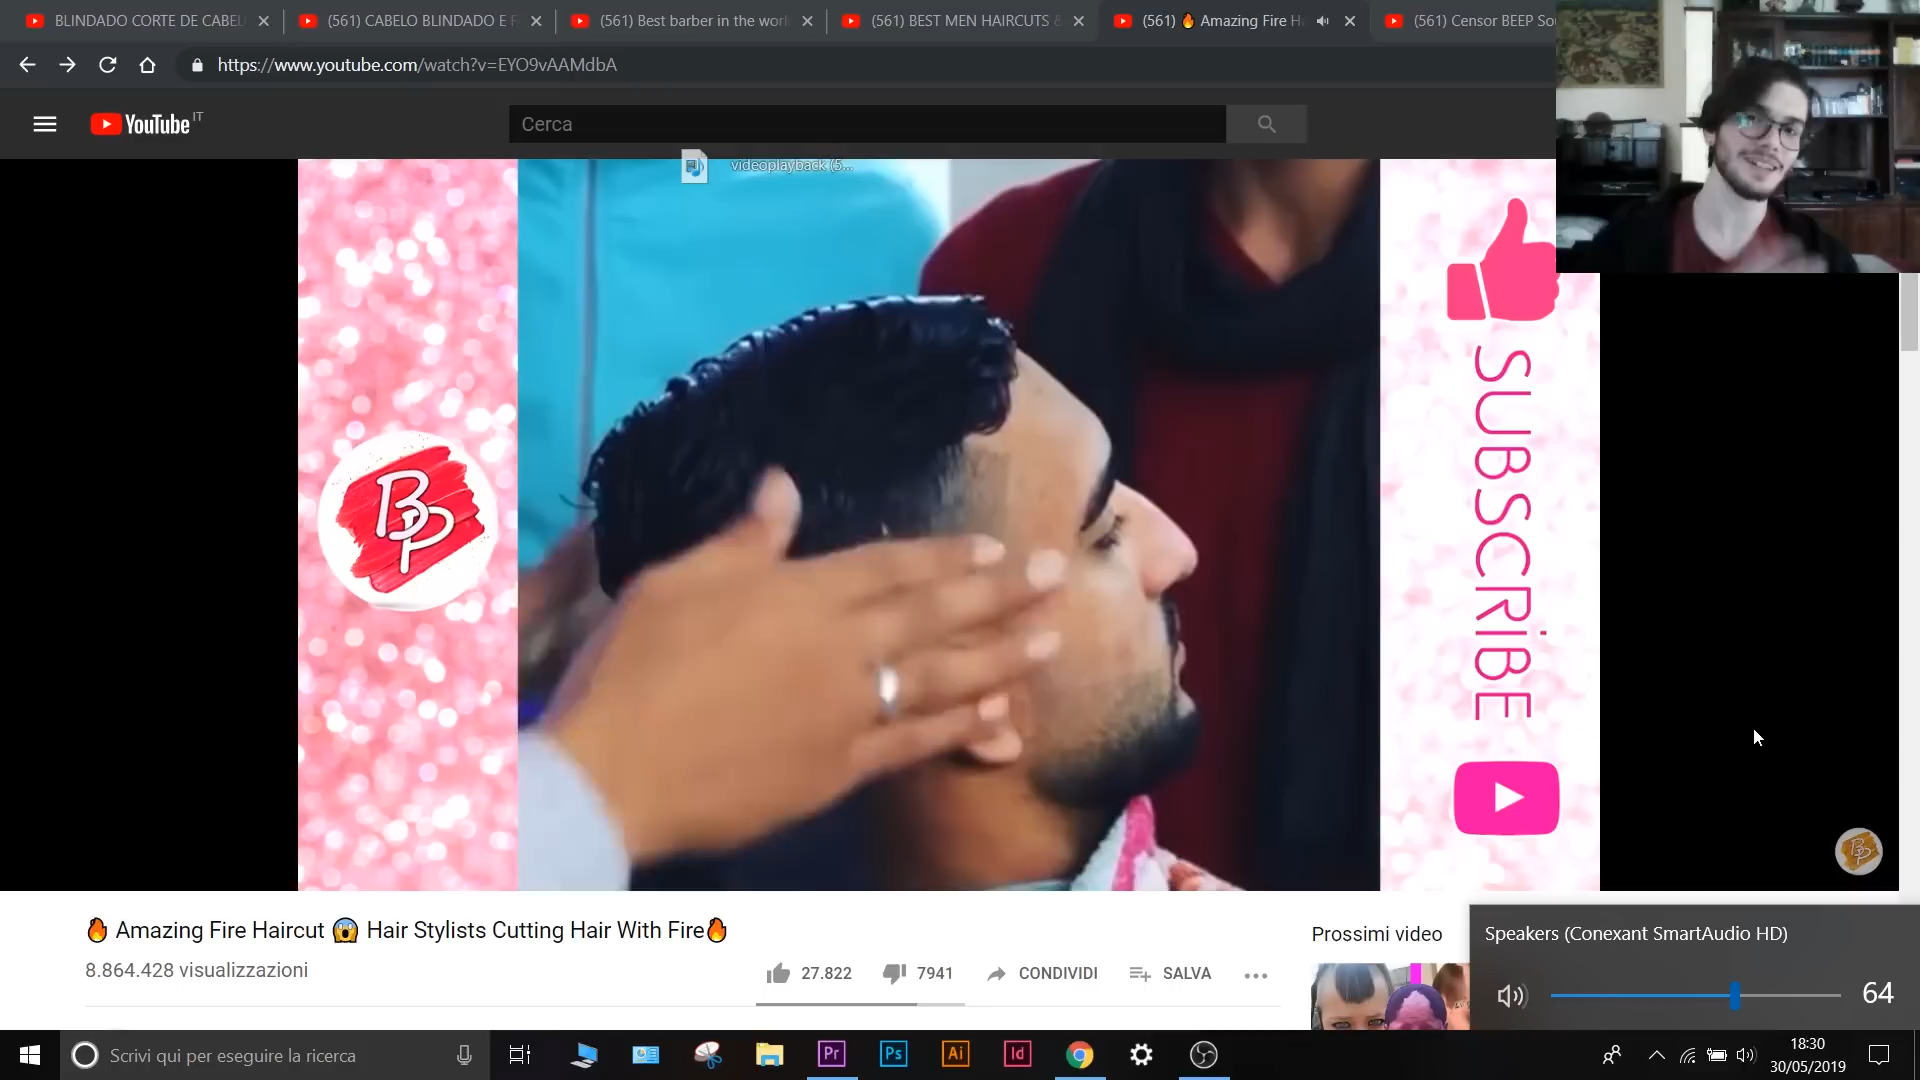 BLINDADO CORTE DE CABEL
(561) CABELO BLINDADO E F
(561) Best barber in the worl
(561) BEST MEN HAIRCUTS &
(561) 🔥 Amazing Fire H
(561) Censor BEEP So
https://www.youtube.com/watch?v=EYO9vAAMdbA
YouTube IT
Cerca
videoplayback (5...
BP
SUBSCRiBE
BP
🔥 Amazing Fire Haircut 😱 Hair Stylists Cutting Hair With Fire🔥
8.864.428 visualizzazioni
27.822
7941
CONDIVIDI
SALVA
Prossimi video
Speakers (Conexant SmartAudio HD)
64
Scrivi qui per eseguire la ricerca
Pr
Ps
Ai
Id
18:30
30/05/2019